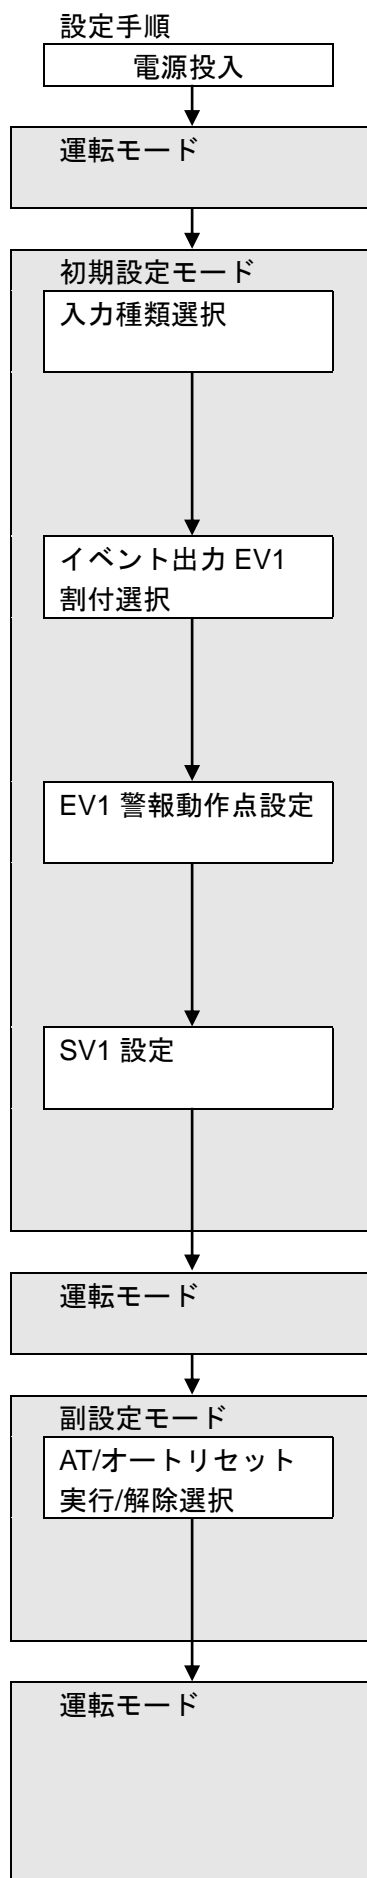 設定手順
電源投入
運転モード
初期設定モード
入力種類選択
イベント出力 EV1
割付選択
EV1 警報動作点設定
SV1 設定
運転モード
副設定モード
AT/オートリセット
実行/解除選択
運転モード